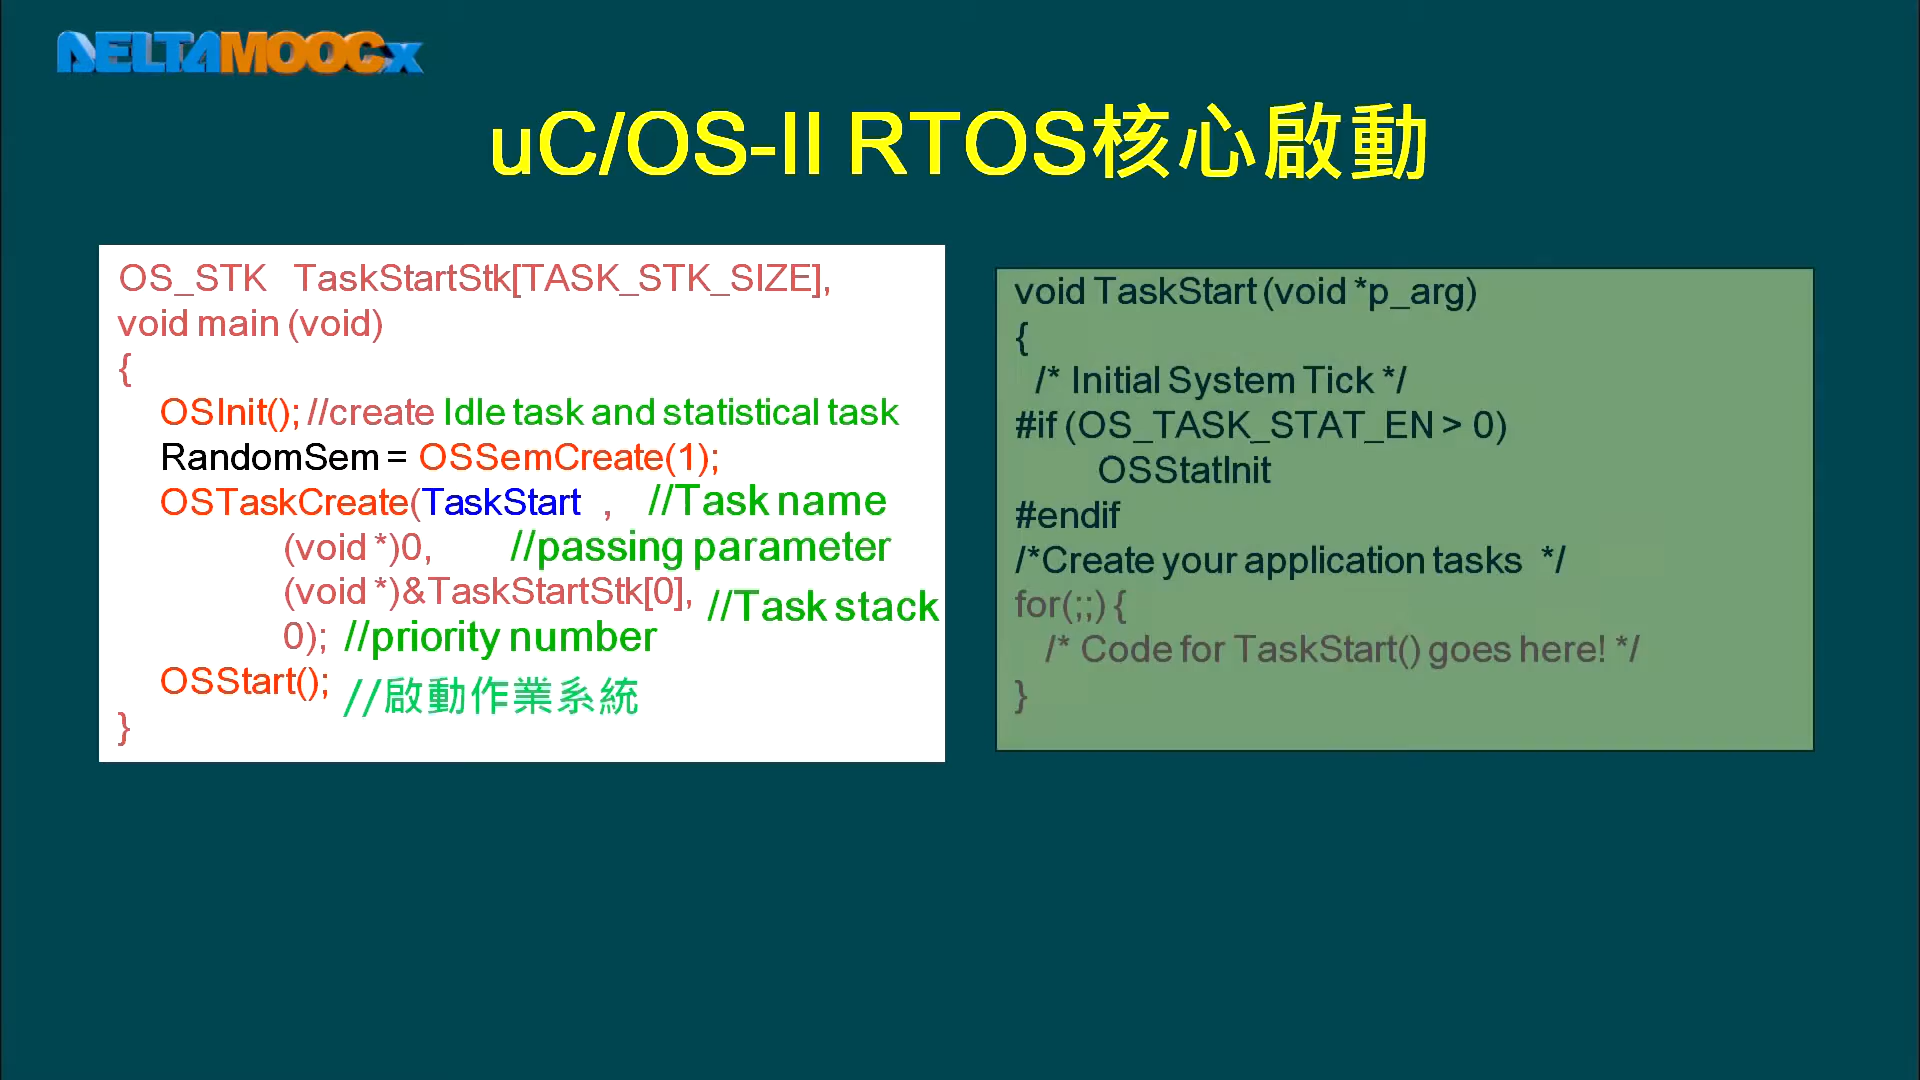 DELTAMOOCx
uC/OS-II RTOS核心啟動
OS_STK TaskStartStk[TASK_STK_SIZE],
void main (void)
{
OSInit(); //create Idle task and statistical task
RandomSem = OSSemCreate(1);
OSTaskCreate(TaskStart , //Task name
(void *)0, //passing parameter
(void *)&TaskStartStk[0], //Task stack
0); //priority number
OSStart(); //啟動作業系統
}
void TaskStart (void *p_arg)
{
/* Initial System Tick */
#if (OS_TASK_STAT_EN > 0)
OSStatInit
#endif
/*Create your application tasks */
for(;;) {
/* Code for TaskStart() goes here! */
}